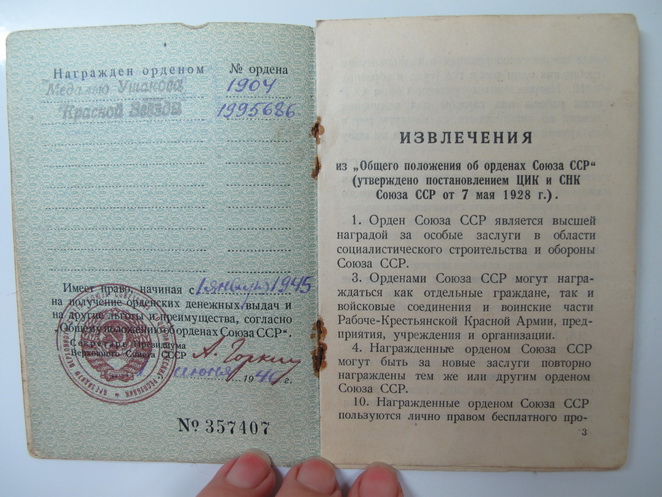 Награжден орденом № ордена
Медалью Ушакова 1904
Красной Звезды 1995686
Имеет право, начиная с 1 января 1945
на получение орденских денежных выдач и
на другие льготы и преимущества, согласно
„Общему положению об орденах Союза ССР“.
Секретарь Президиума
Верховного Совета СССР А. Горкин
194 г.
№ 357407
ИЗВЛЕЧЕНИЯ
из „Общего положения об орденах Союза ССР“
(утверждено постановлением ЦИК и СНК
Союза ССР от 7 мая 1928 г.).
1. Орден Союза ССР является высшей
наградой за особые заслуги в области
социалистического строительства и обороны
Союза ССР.
3. Орденами Союза ССР могут награ-
ждаться как отдельные граждане, так и
войсковые соединения и воинские части
Рабоче-Крестьянской Красной Армии, пред-
приятия, учреждения и организации.
4. Награжденные орденом Союза ССР
могут быть за новые заслуги повторно
награждены тем же или другим орденом
Союза ССР.
10. Награжденные орденом Союза ССР
пользуются лично правом бесплатного про-
3